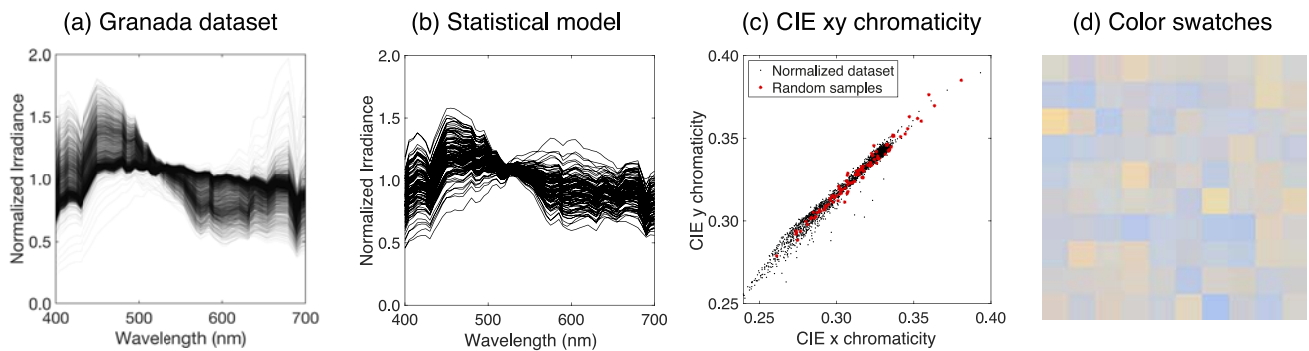 (a) Granada dataset
2.0
1.5
1.0
0.5
0.0
400
500
600
700
Normalized Irradiance
Wavelength (nm)
(b) Statistical model
2.0
1.5
1.0
0.5
0.0
400
500
600
700
Normalized Irradiance
Wavelength (nm)
(c) CIE xy chromaticity
Normalized dataset
Random samples
0.40
0.35
0.30
0.25
0.25
0.30
0.35
0.40
CIE y chromaticity
CIE x chromaticity
(d) Color swatches